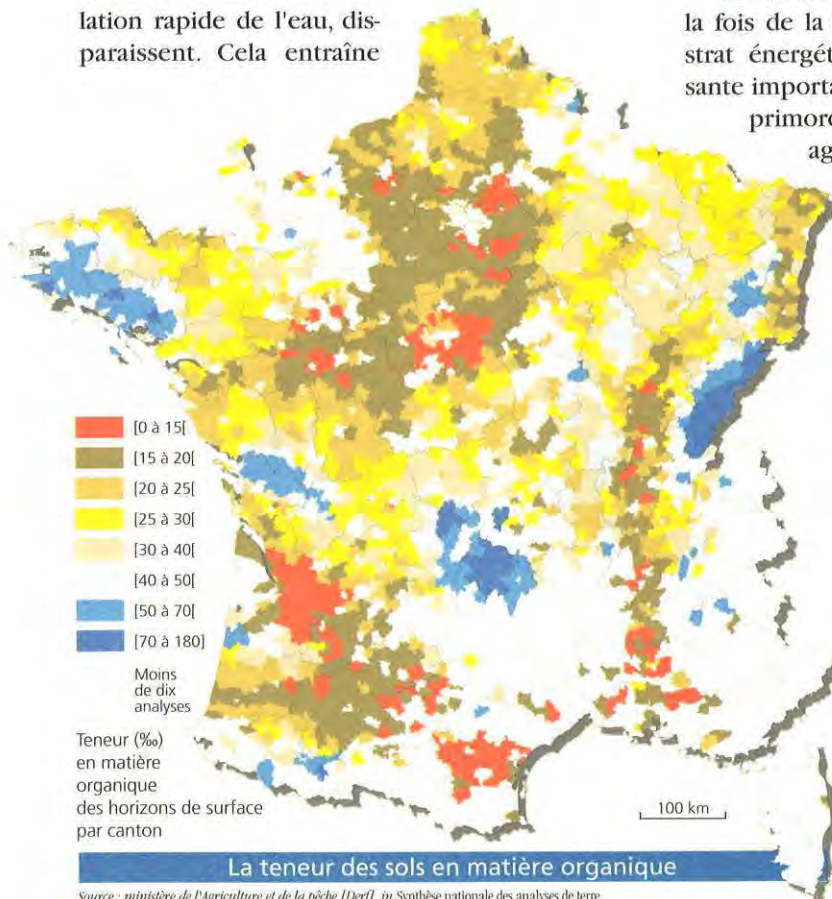 lation rapide de l'eau, dis-
paraissent. Cela entraîne
la fois de la
strat énergét
sante importa
primord
ag
[0 à 15[
[15 à 20[
[20 à 25[
[25 à 30[
[30 à 40[
[40 à 50[
[50 à 70[
[70 à 180]
Moins
de dix
analyses
Teneur (‰)
en matière
organique
des horizons de surface
par canton
100 km
La teneur des sols en matière organique
Source : ministère de l'Agriculture et de la pêche [Derf], in Synthèse nationale des analyses de terre